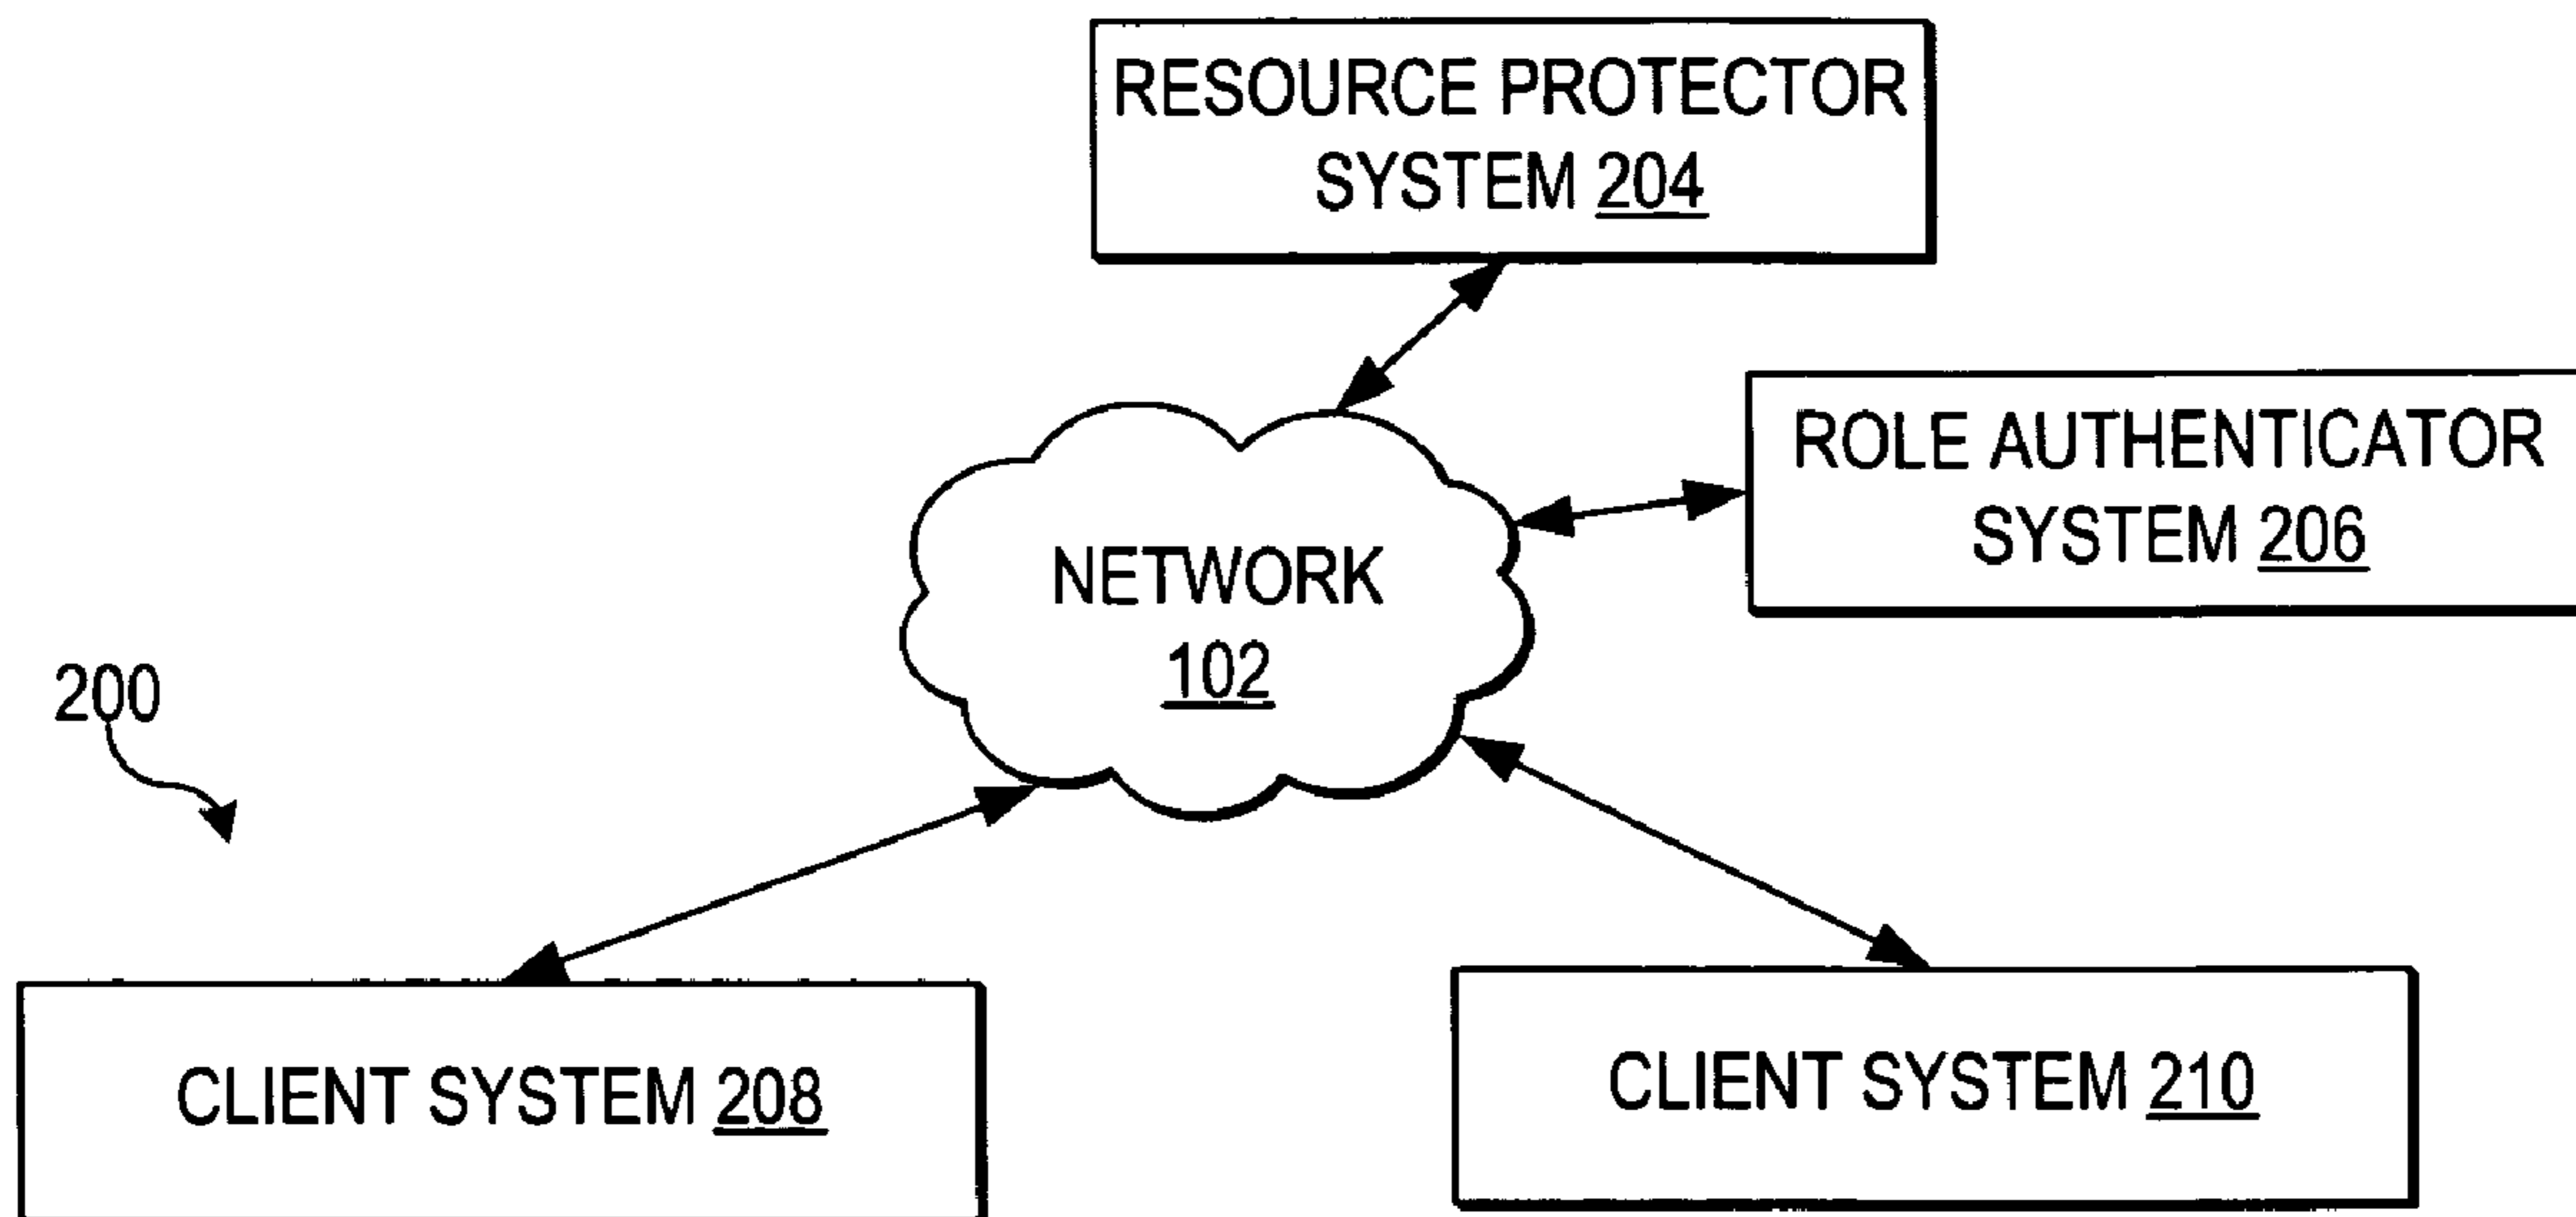 RESOURCE PROTECTOR
SYSTEM 204
ROLE AUTHENTICATOR
SYSTEM 206
NETWORK
102
200
CLIENT SYSTEM 208
CLIENT SYSTEM 210